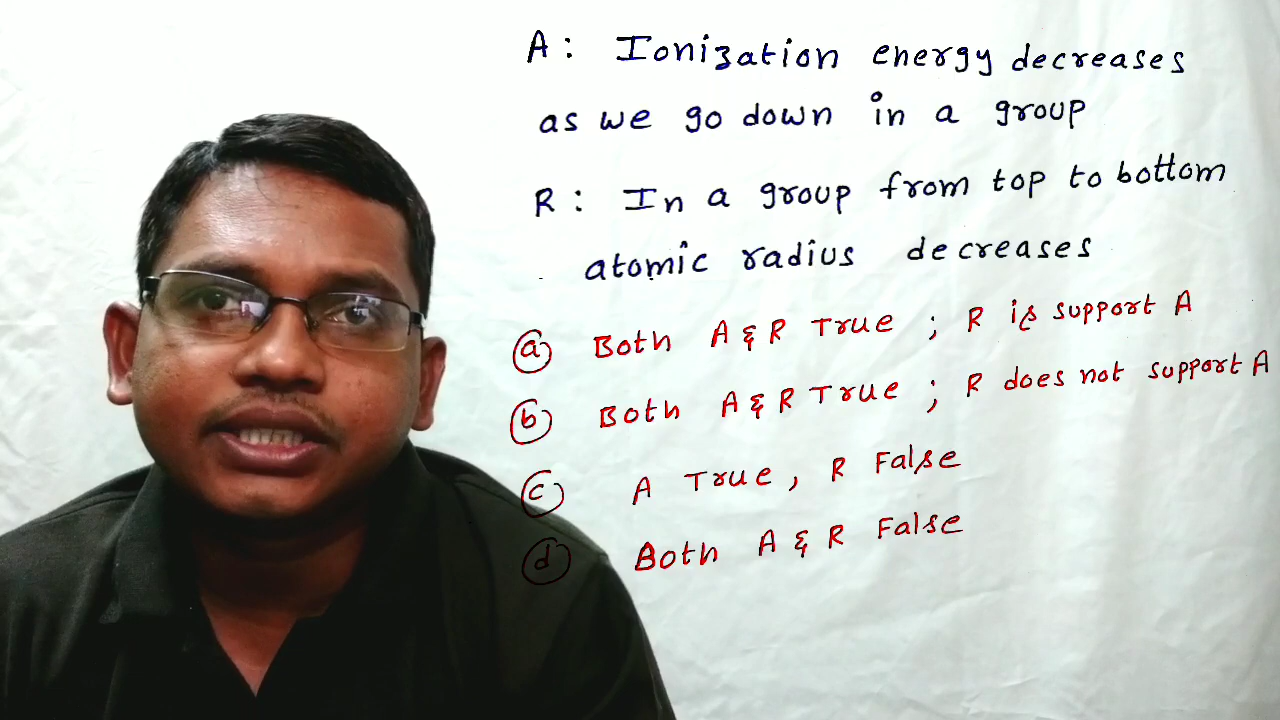 A : Ionization energy decreases
as we go down in a group
R : In a group from top to bottom
atomic radius decreases
(a) Both A & R True ; R is support A
(b) Both A & R True ; R does not support A
(c) A True, R False
(d) Both A & R False